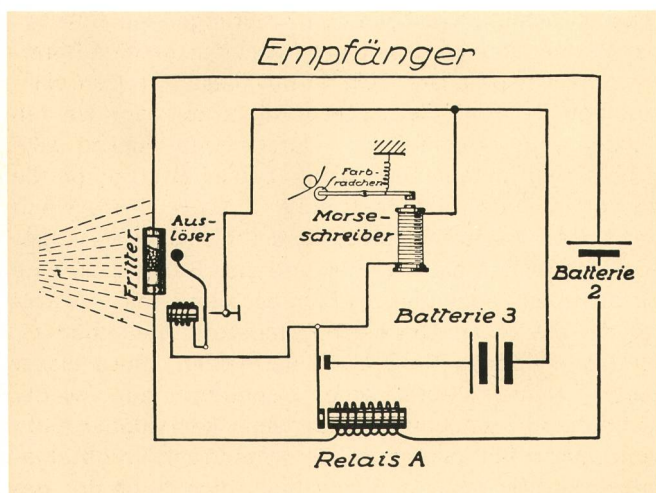 Empfänger
Farb-
rädchen
Morse-
schreiber
Aus-
löser
Fritter
Batterie
2
Batterie 3
Relais A